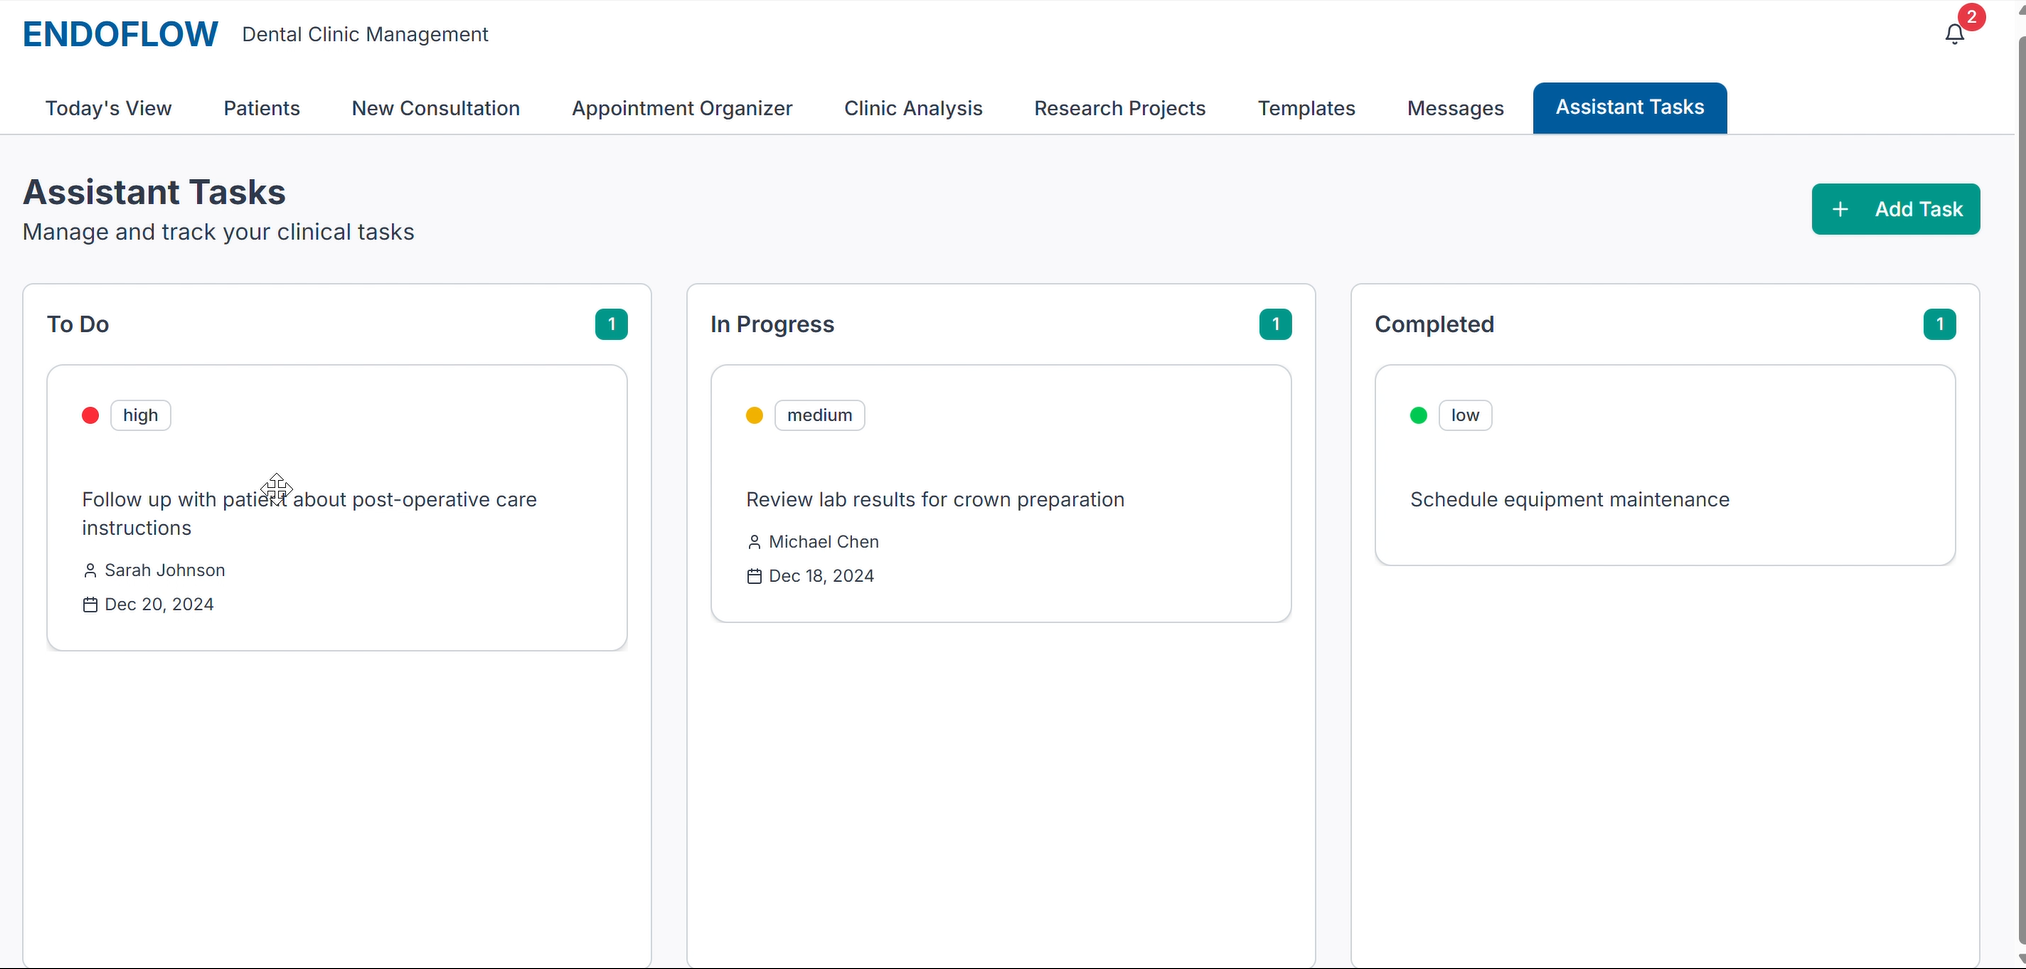 ENDOFLOW Dental Clinic Management
2
Today's View Patients New Consultation Appointment Organizer Clinic Analysis Research Projects Templates Messages Assistant Tasks
Assistant Tasks
Manage and track your clinical tasks
+ Add Task
To Do 1
high
Follow up with patient about post-operative care
instructions
Sarah Johnson
Dec 20, 2024
In Progress 1
medium
Review lab results for crown preparation
Michael Chen
Dec 18, 2024
Completed 1
low
Schedule equipment maintenance